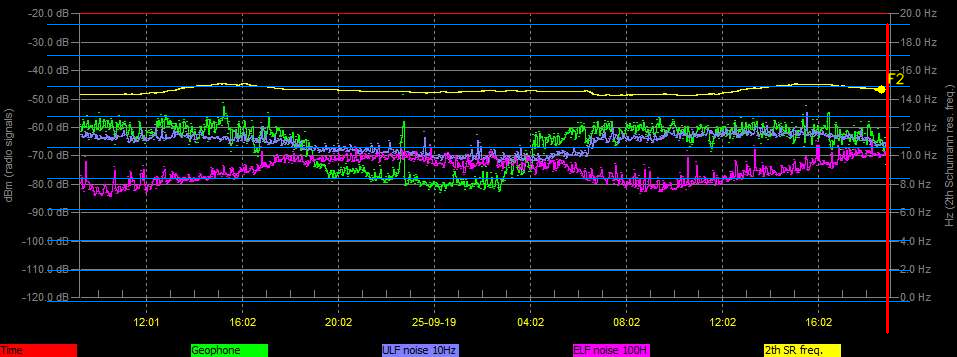 -20.0 dB 20.0 Hz
-30.0 dB 18.0 Hz
-40.0 dB 16.0 Hz
F2
-50.0 dB 14.0 Hz
-60.0 dB 12.0 Hz
-70.0 dB 10.0 Hz
-80.0 dB 8.0 Hz
-90.0 dB 6.0 Hz
-100.0 dB 4.0 Hz
-110.0 dB 2.0 Hz
-120.0 dB 0.0 Hz
dBm (radio signals)
Hz (2th Schumann res. freq.)
12:01 16:02 20:02 25-09-19 04:02 08:02 12:02 16:02
Time Geophone ULF noise 10Hz ELF noise 100H 2th SR freq.